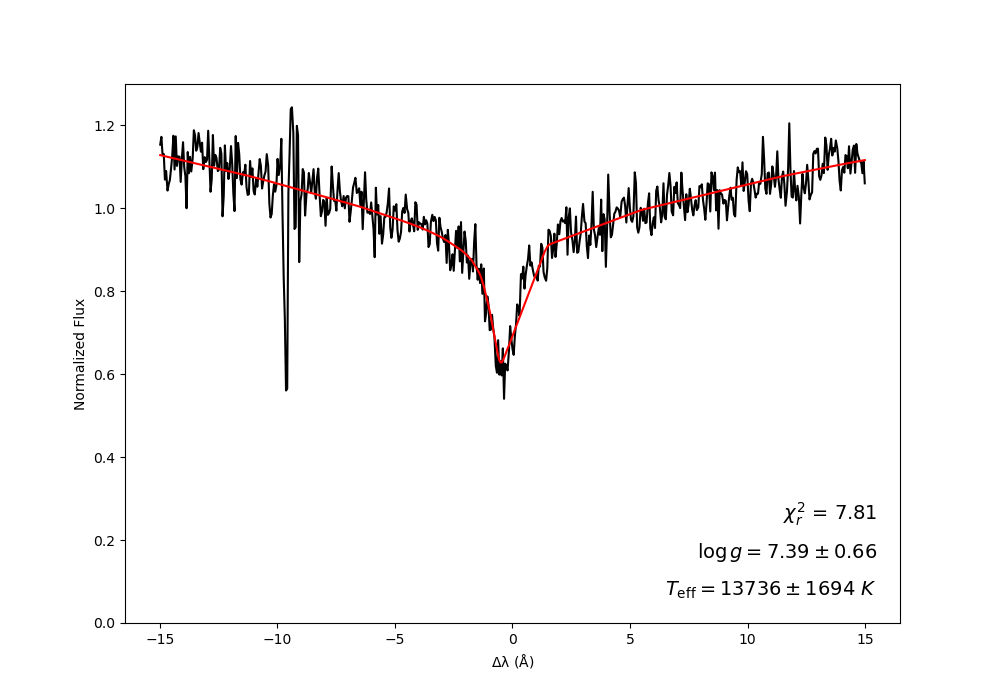 1.2
1.0
0.8
0.6
0.4
0.2
0.0
Normalized Flux
χ²ᵣ = 7.81
log g = 7.39 ± 0.66
T_eff = 13736 ± 1694 K
−15 −10 −5 0 5 10 15
Δλ (Å)